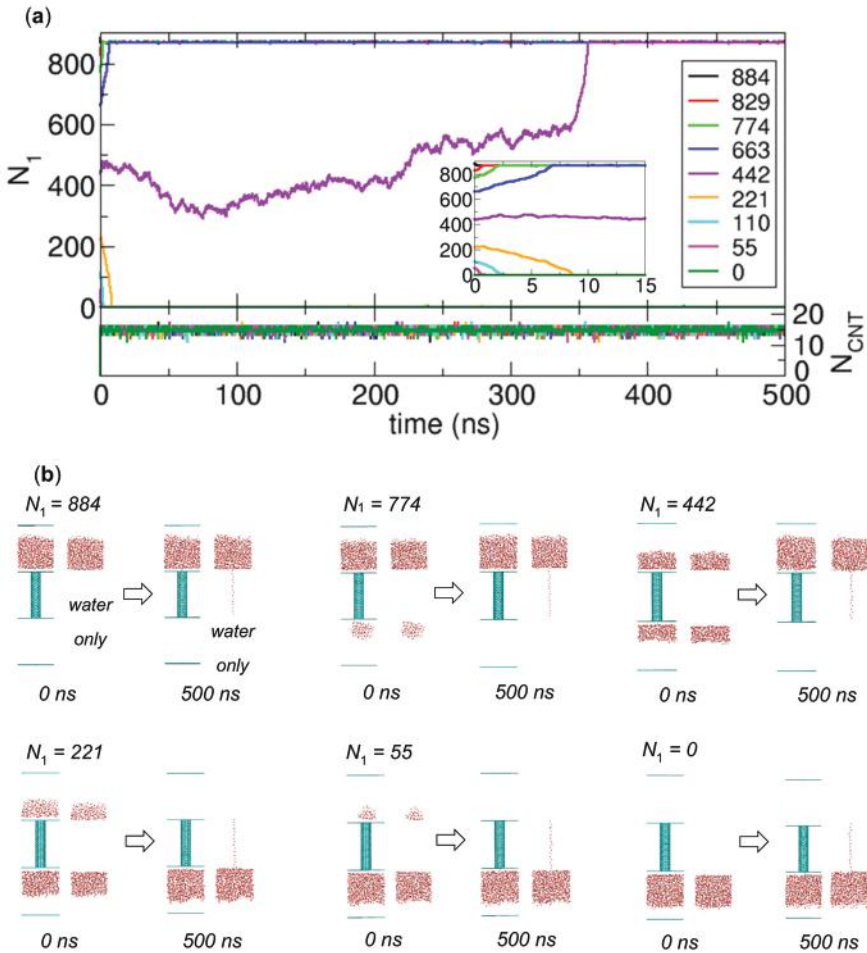 (a)
N1
800
600
400
200
0
884
829
774
663
442
221
110
55
0
800
600
400
200
0
0 5 10 15
20
10
0
NCNT
0 100 200 300 400 500
time (ns)
(b)
N1 = 884
N1 = 774
N1 = 442
water
only
water
only
0 ns
500 ns
0 ns
500 ns
0 ns
500 ns
N1 = 221
N1 = 55
N1 = 0
0 ns
500 ns
0 ns
500 ns
0 ns
500 ns